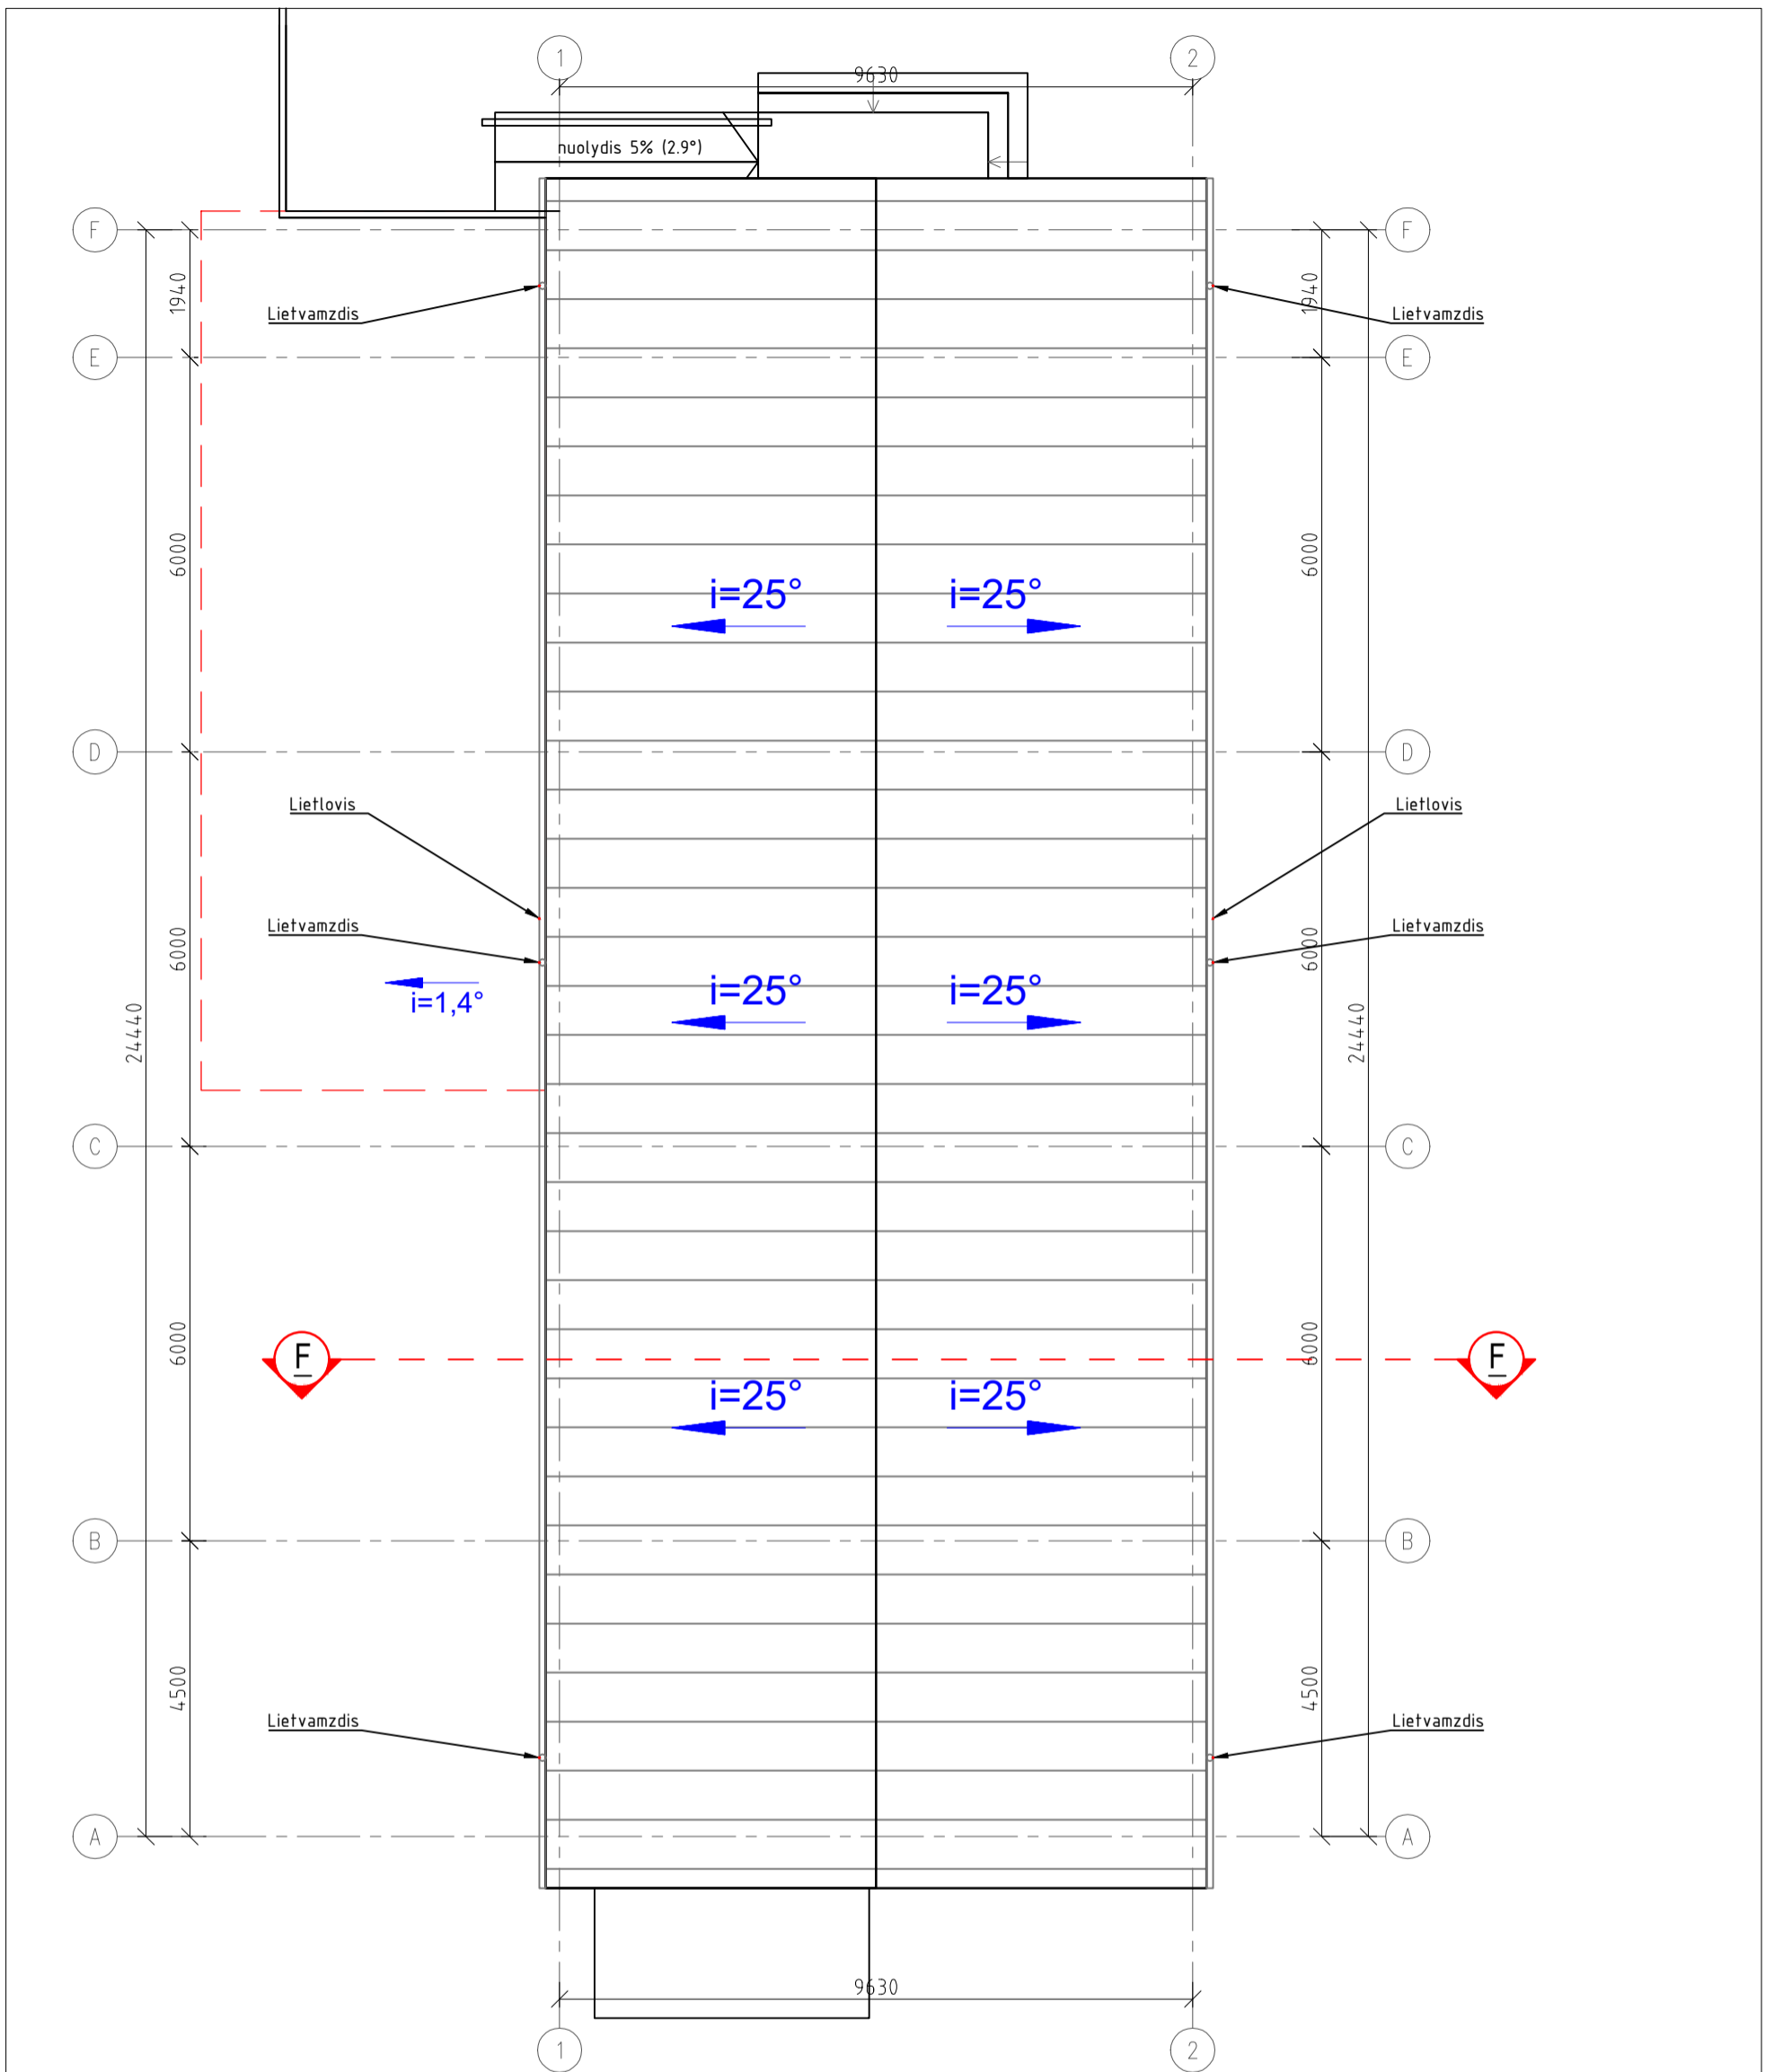 1
2
9630
nuolydis 5% (2.9°)
F
F
1940
1940
Lietvamzdis
Lietvamzdis
E
E
6000
6000
i=25°
i=25°
D
D
Lietlovis
Lietlovis
Lietvamzdis
Lietvamzdis
6000
6000
i=25°
i=25°
i=1,4°
24440
24440
C
C
6000
6000
F
F
i=25°
i=25°
B
B
4500
4500
Lietvamzdis
Lietvamzdis
A
A
9630
1
2